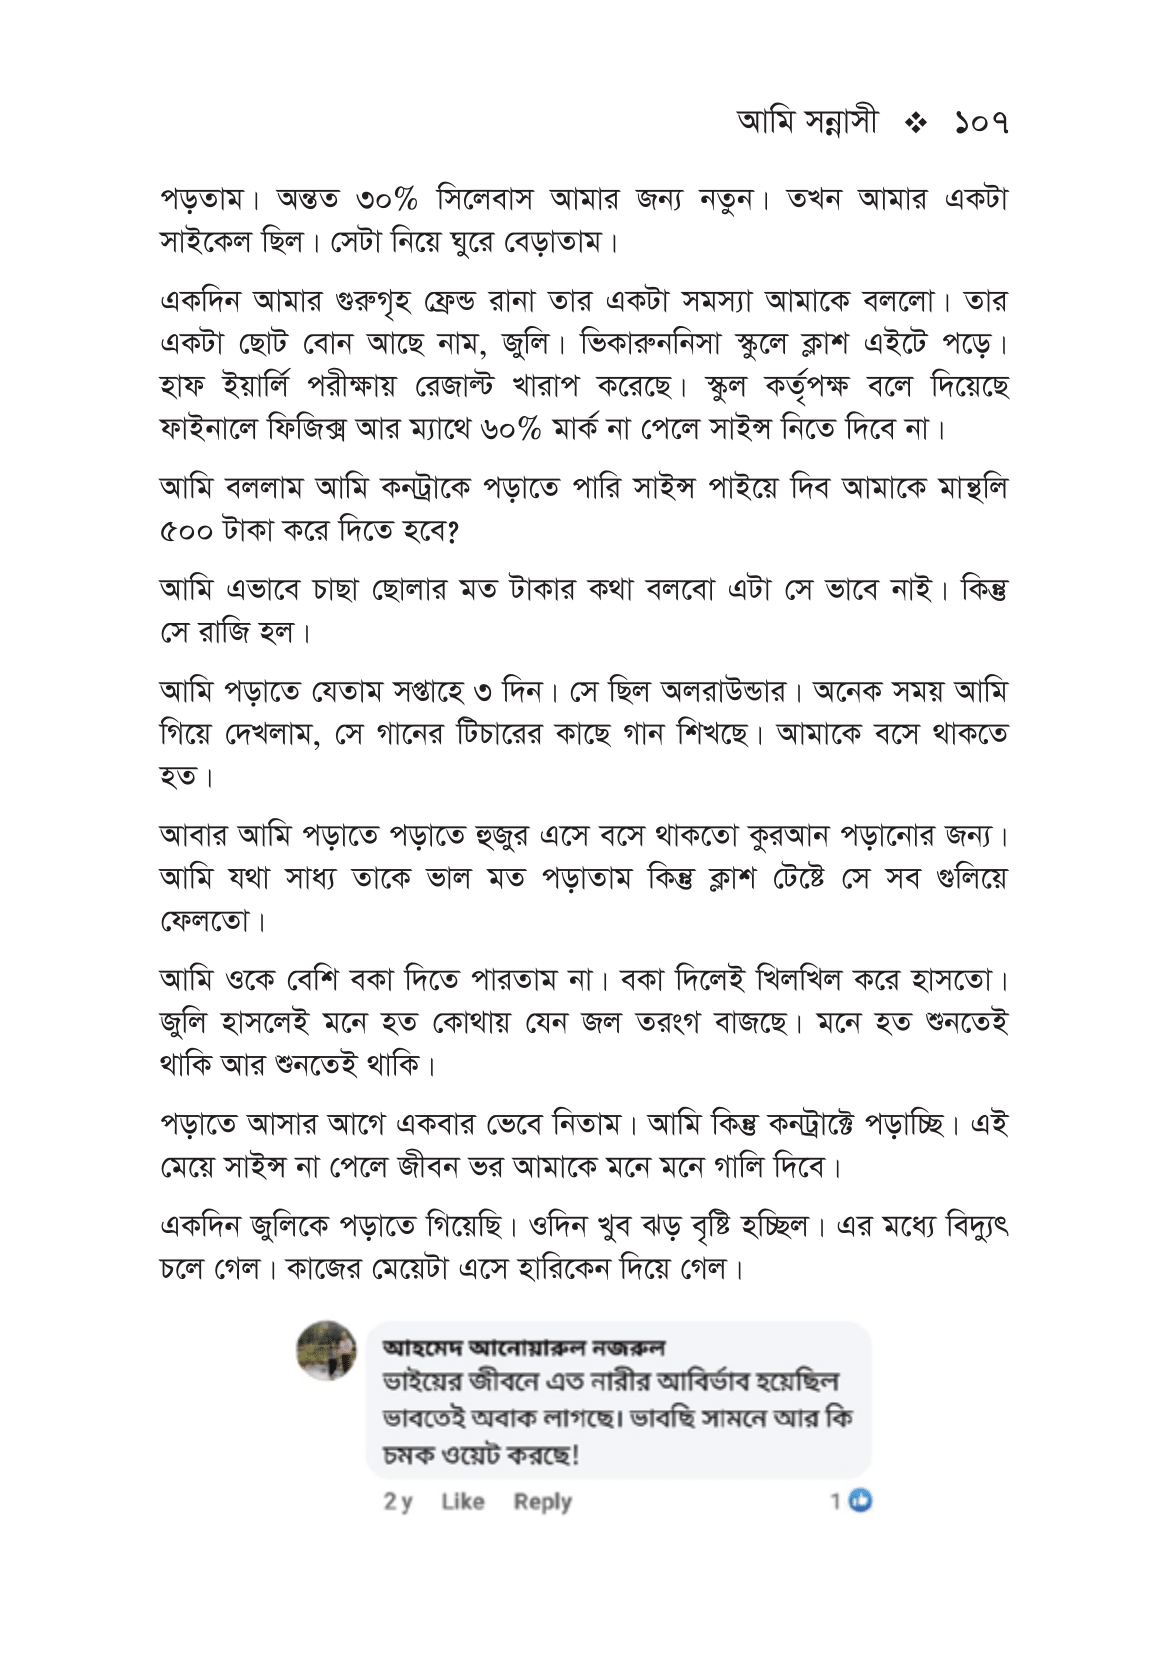 আমি সন্নাসী ❖ ১০৭
পড়তাম। অন্তত ৩০% সিলেবাস আমার জন্য নতুন। তখন আমার একটা
সাইকেল ছিল। সেটা নিয়ে ঘুরে বেড়াতাম।
একদিন আমার গুরুগৃহ ফ্রেন্ড রানা তার একটা সমস্যা আমাকে বললো। তার
একটা ছোট বোন আছে নাম, জুলি। ভিকারুননিসা স্কুলে ক্লাশ এইটে পড়ে।
হাফ ইয়ার্লি পরীক্ষায় রেজাল্ট খারাপ করেছে। স্কুল কর্তৃপক্ষ বলে দিয়েছে
ফাইনালে ফিজিক্স আর ম্যাথে ৬০% মার্ক না পেলে সাইন্স নিতে দিবে না।
আমি বললাম আমি কনট্রাকে পড়াতে পারি সাইন্স পাইয়ে দিব আমাকে মান্থলি
৫০০ টাকা করে দিতে হবে?
আমি এভাবে চাছা ছোলার মত টাকার কথা বলবো এটা সে ভাবে নাই। কিন্তু
সে রাজি হল।
আমি পড়াতে যেতাম সপ্তাহে ৩ দিন। সে ছিল অলরাউন্ডার। অনেক সময় আমি
গিয়ে দেখলাম, সে গানের টিচারের কাছে গান শিখছে। আমাকে বসে থাকতে
হত।
আবার আমি পড়াতে পড়াতে হুজুর এসে বসে থাকতো কুরআন পড়ানোর জন্য।
আমি যথা সাধ্য তাকে ভাল মত পড়াতাম কিন্তু ক্লাশ টেষ্টে সে সব গুলিয়ে
ফেলতো।
আমি ওকে বেশি বকা দিতে পারতাম না। বকা দিলেই খিলখিল করে হাসতো।
জুলি হাসলেই মনে হত কোথায় যেন জল তরংগ বাজছে। মনে হত শুনতেই
থাকি আর শুনতেই থাকি।
পড়াতে আসার আগে একবার ভেবে নিতাম। আমি কিন্তু কনট্রাক্টে পড়াচ্ছি। এই
মেয়ে সাইন্স না পেলে জীবন ভর আমাকে মনে মনে গালি দিবে।
একদিন জুলিকে পড়াতে গিয়েছি। ওদিন খুব ঝড় বৃষ্টি হচ্ছিল। এর মধ্যে বিদ্যুৎ
চলে গেল। কাজের মেয়েটা এসে হারিকেন দিয়ে গেল।
আহমেদ আনোয়ারুল নজরুল
ভাইয়ের জীবনে এত নারীর আবির্ভাব হয়েছিল
ভাবতেই অবাক লাগছে। ভাবছি সামনে আর কি
চমক ওয়েট করছে!
2 y Like Reply 1